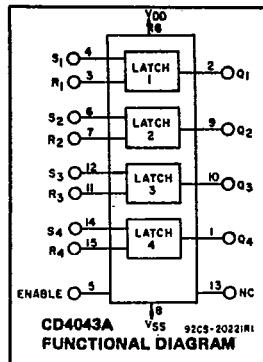 VDD
16
S1 4
R1 3
LATCH
1
2 Q1
S2 6
R2 7
LATCH
2
9 Q2
S3 12
R3 11
LATCH
3
10 Q3
S4 14
R4 15
LATCH
4
1 Q4
ENABLE 5
13 NC
8
VSS
CD4043A 92CS-20221R1
FUNCTIONAL DIAGRAM